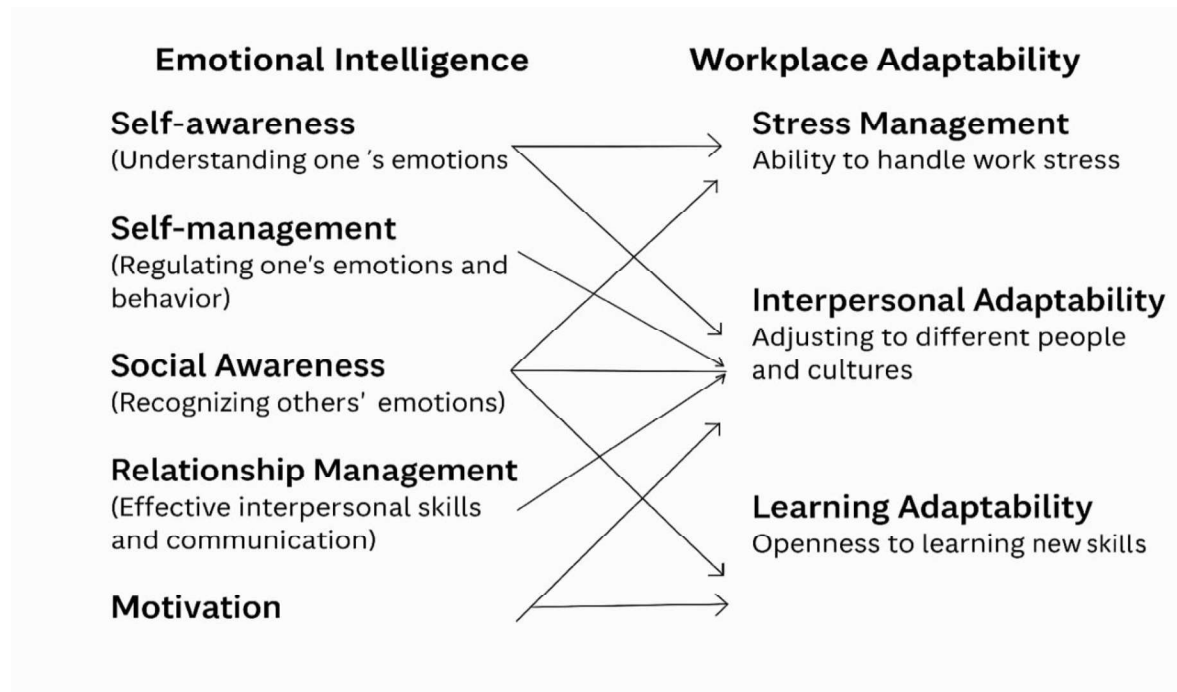 Emotional Intelligence
Self-awareness
(Understanding one ´s emotions
Self-management
(Regulating one's emotions and
behavior)
Social Awareness
(Recognizing others' emotions)
Relationship Management
(Effective interpersonal skills
and communication)
Motivation
Workplace Adaptability
Stress Management
Ability to handle work stress
Interpersonal Adaptability
Adjusting to different people
and cultures
Learning Adaptability
Openness to learning new skills